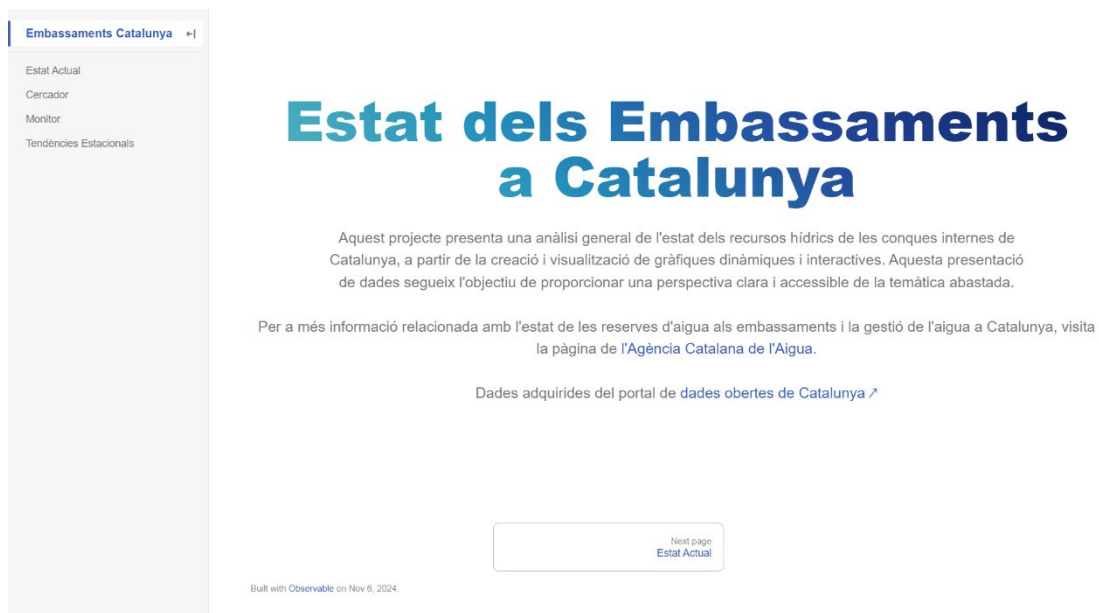 Embassaments Catalunya
Estat Actual
Cercador
Monitor
Tendències Estacionals
Estat dels Embassaments
a Catalunya
Aquest projecte presenta una anàlisi general de l'estat dels recursos hídrics de les conques internes de
Catalunya, a partir de la creació i visualització de gràfiques dinàmiques i interactives. Aquesta presentació
de dades segueix l'objectiu de proporcionar una perspectiva clara i accessible de la temàtica abastada.
Per a més informació relacionada amb l'estat de les reserves d'aigua als embassaments i la gestió de l'aigua a Catalunya, visita
la pàgina de l'Agència Catalana de l'Aigua.
Dades adquirides del portal de dades obertes de Catalunya↗
Next page
Estat Actual
Built with Observable on Nov 6, 2024.